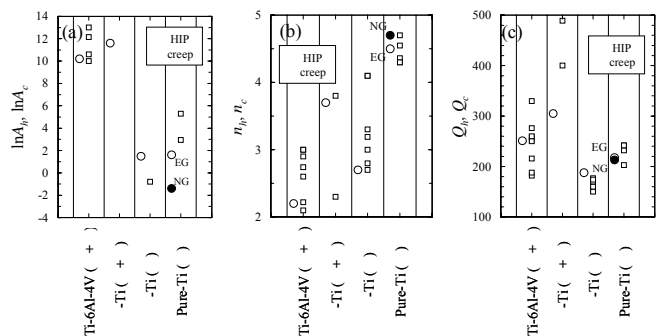 (a)
HIP
creep
EG
NG
14
12
10
8
6
4
2
0
-2
-4
lnA_h, lnA_c
Ti-6Al-4V ( + )
-Ti ( + )
-Ti ( )
Pure-Ti ( )
(b)
HIP
creep
NG
EG
5
4
3
2
n_h, n_c
Ti-6Al-4V ( + )
-Ti ( + )
-Ti ( )
Pure-Ti ( )
(c)
HIP
creep
EG
NG
500
400
300
200
100
Q_h, Q_c
Ti-6Al-4V ( + )
-Ti ( + )
-Ti ( )
Pure-Ti ( )